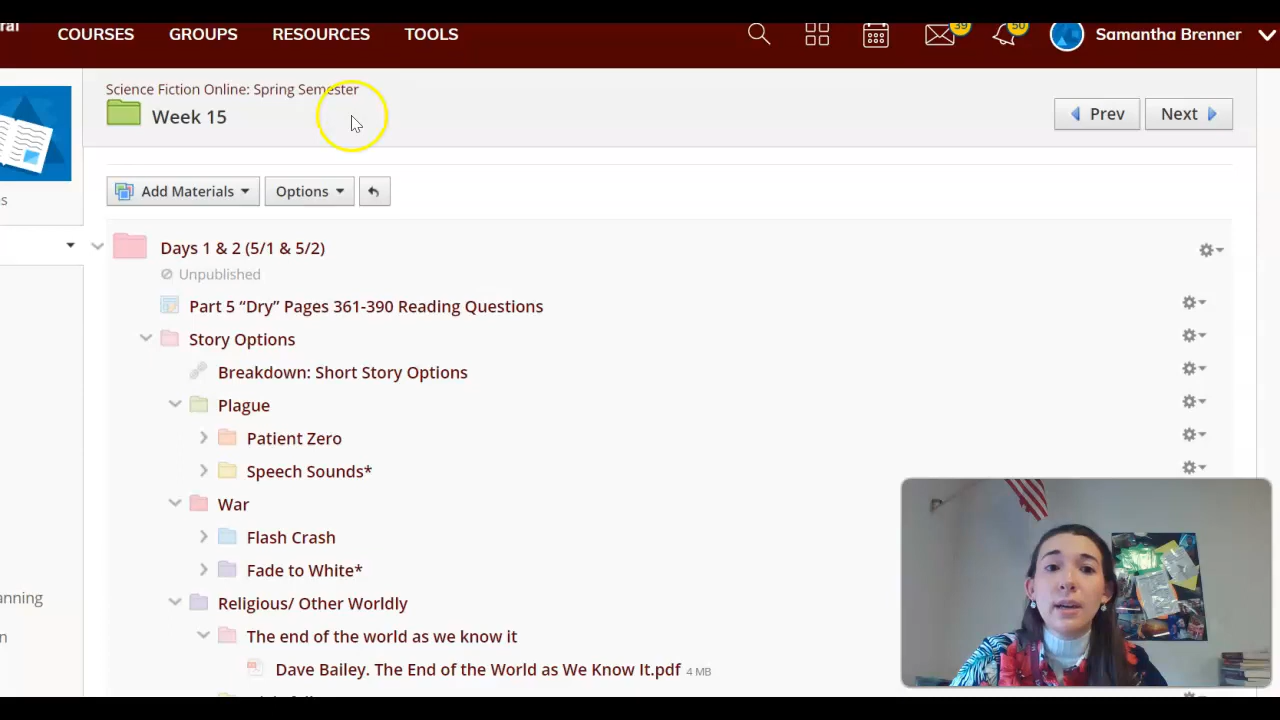 COURSES GROUPS RESOURCES TOOLS 39 50 Samantha Brenner
Science Fiction Online: Spring Semester
Week 15
Prev Next
Add Materials Options
Days 1 & 2 (5/1 & 5/2)
Unpublished
Part 5 “Dry” Pages 361-390 Reading Questions
Story Options
Breakdown: Short Story Options
Plague
Patient Zero
Speech Sounds*
War
Flash Crash
Fade to White*
Religious/ Other Worldly
The end of the world as we know it
Dave Bailey. The End of the World as We Know It.pdf 4 MB